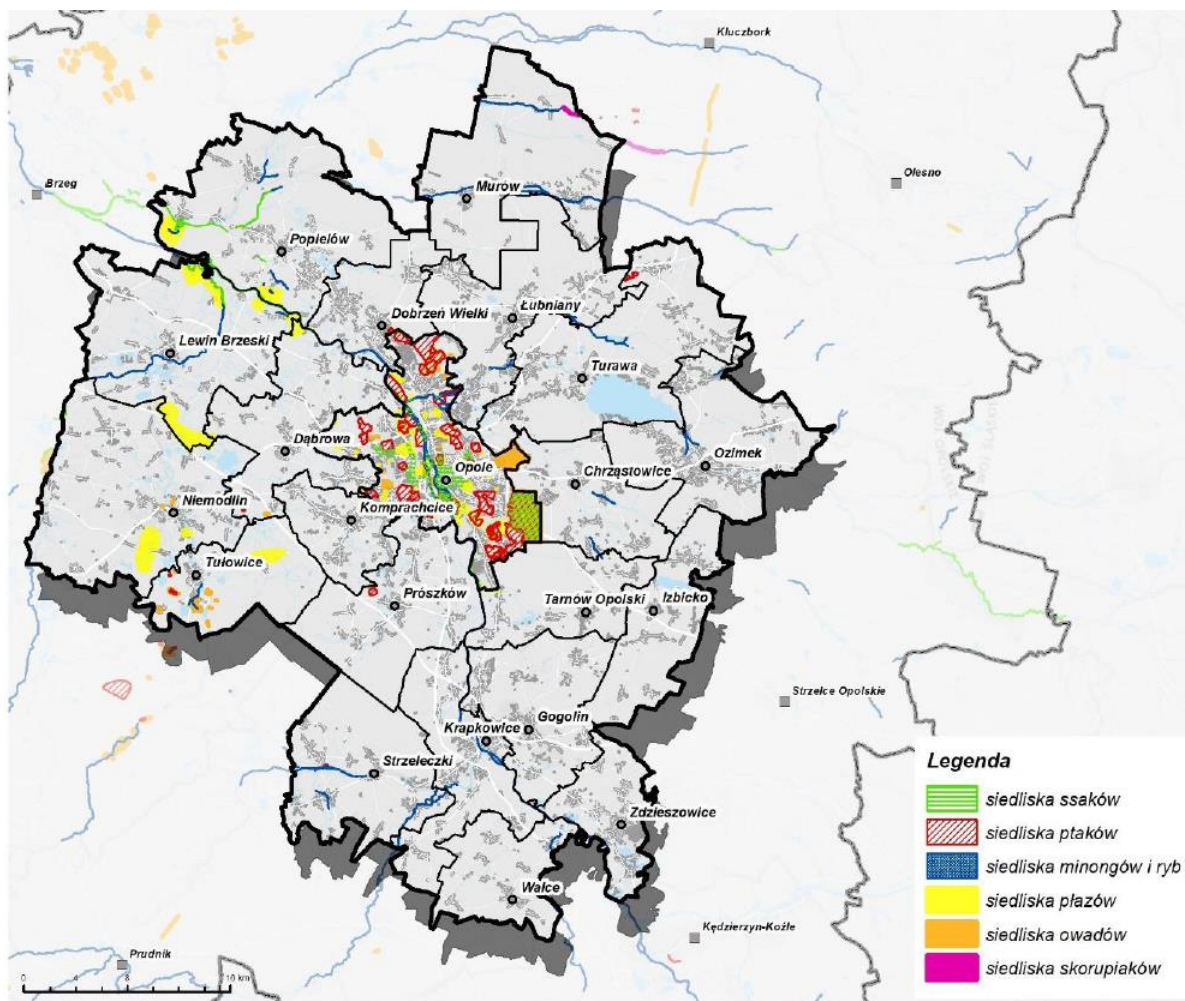 Kluczbork
Olesno
Brzeg
Murów
Popielów
Dobrzeń Wielki
Łubniany
Lewin Brzeski
Turawa
Dąbrowa
Opole
Chrząstowice
Ozimek
Niemodlin
Komprachcice
Tułowice
Prószków
Tarnów Opolski
Izbicko
Strzelce Opolskie
Krapkowice
Gogolin
Strzeleczki
Zdzieszowice
Walce
Kędzierzyn-Koźle
Prudnik
0 4 8 10 km
Legenda
siedliska ssaków
siedliska ptaków
siedliska minongów i ryb
siedliska płazów
siedliska owadów
siedliska skorupiaków